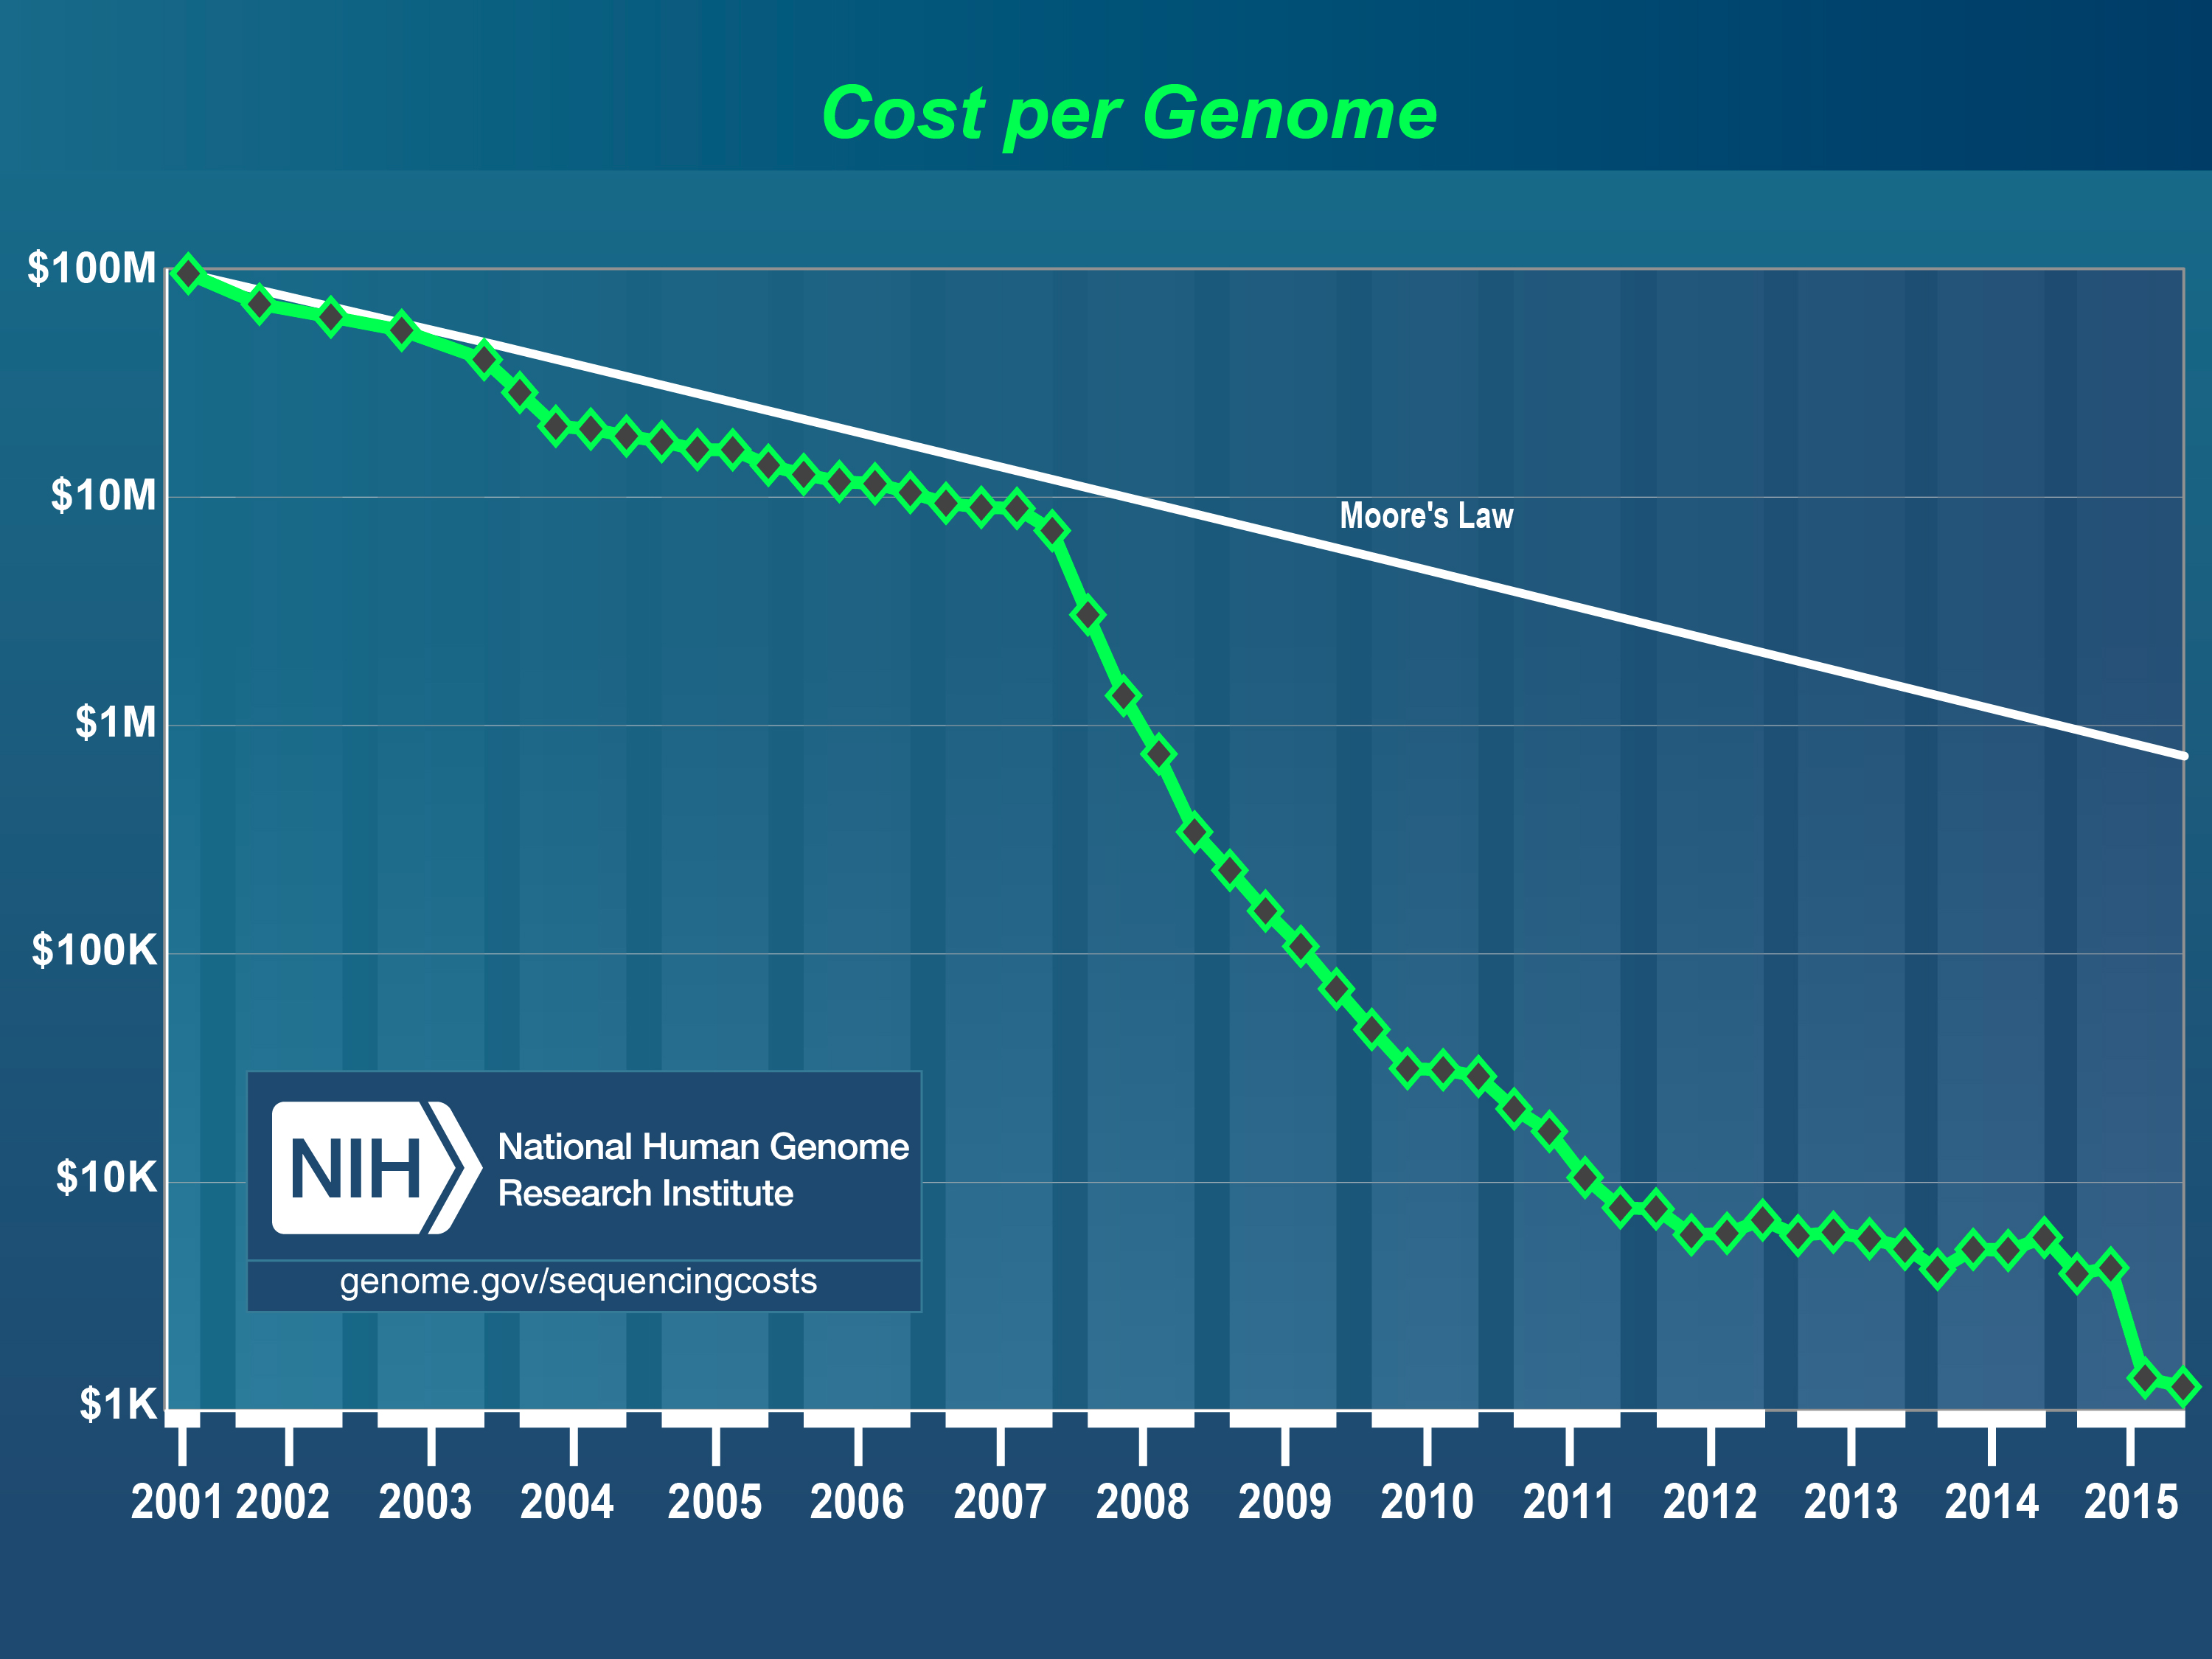 Cost per Genome
$100M
$10M
$1M
$100K
$10K
$1K
Moore's Law
NIH
National Human Genome
Research Institute
genome.gov/sequencingcosts
2001 2002 2003 2004 2005 2006 2007 2008 2009 2010 2011 2012 2013 2014 2015